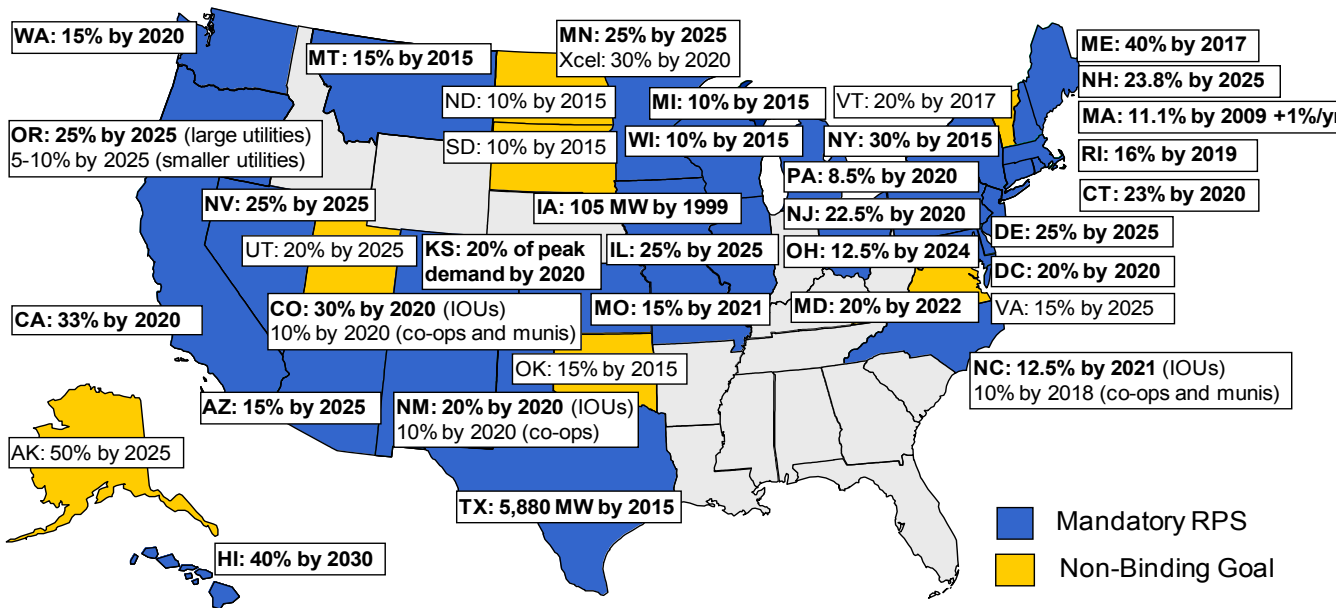 WA: 15% by 2020
MT: 15% by 2015
MN: 25% by 2025
Xcel: 30% by 2020
ME: 40% by 2017
NH: 23.8% by 2025
ND: 10% by 2015
MI: 10% by 2015
VT: 20% by 2017
MA: 11.1% by 2009 +1%/yr
OR: 25% by 2025 (large utilities)
5-10% by 2025 (smaller utilities)
SD: 10% by 2015
WI: 10% by 2015
NY: 30% by 2015
RI: 16% by 2019
PA: 8.5% by 2020
CT: 23% by 2020
NV: 25% by 2025
IA: 105 MW by 1999
NJ: 22.5% by 2020
DE: 25% by 2025
UT: 20% by 2025
KS: 20% of peak
demand by 2020
IL: 25% by 2025
OH: 12.5% by 2024
DC: 20% by 2020
CA: 33% by 2020
CO: 30% by 2020 (IOUs)
10% by 2020 (co-ops and munis)
MO: 15% by 2021
MD: 20% by 2022
VA: 15% by 2025
OK: 15% by 2015
NC: 12.5% by 2021 (IOUs)
10% by 2018 (co-ops and munis)
AZ: 15% by 2025
NM: 20% by 2020 (IOUs)
10% by 2020 (co-ops)
AK: 50% by 2025
TX: 5,880 MW by 2015
HI: 40% by 2030
Mandatory RPS
Non-Binding Goal